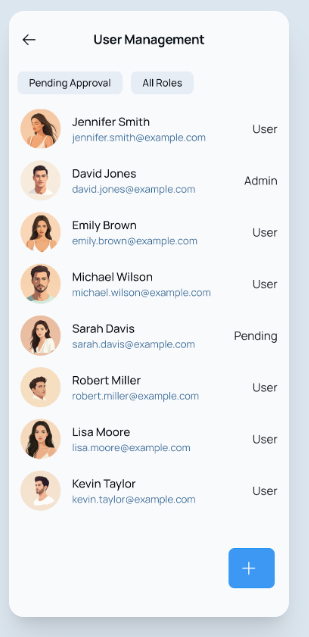 User Management
Pending Approval
All Roles
Jennifer Smith
jennifer.smith@example.com
User
David Jones
david.jones@example.com
Admin
Emily Brown
emily.brown@example.com
User
Michael Wilson
michael.wilson@example.com
User
Sarah Davis
sarah.davis@example.com
Pending
Robert Miller
robert.miller@example.com
User
Lisa Moore
lisa.moore@example.com
User
Kevin Taylor
kevin.taylor@example.com
User